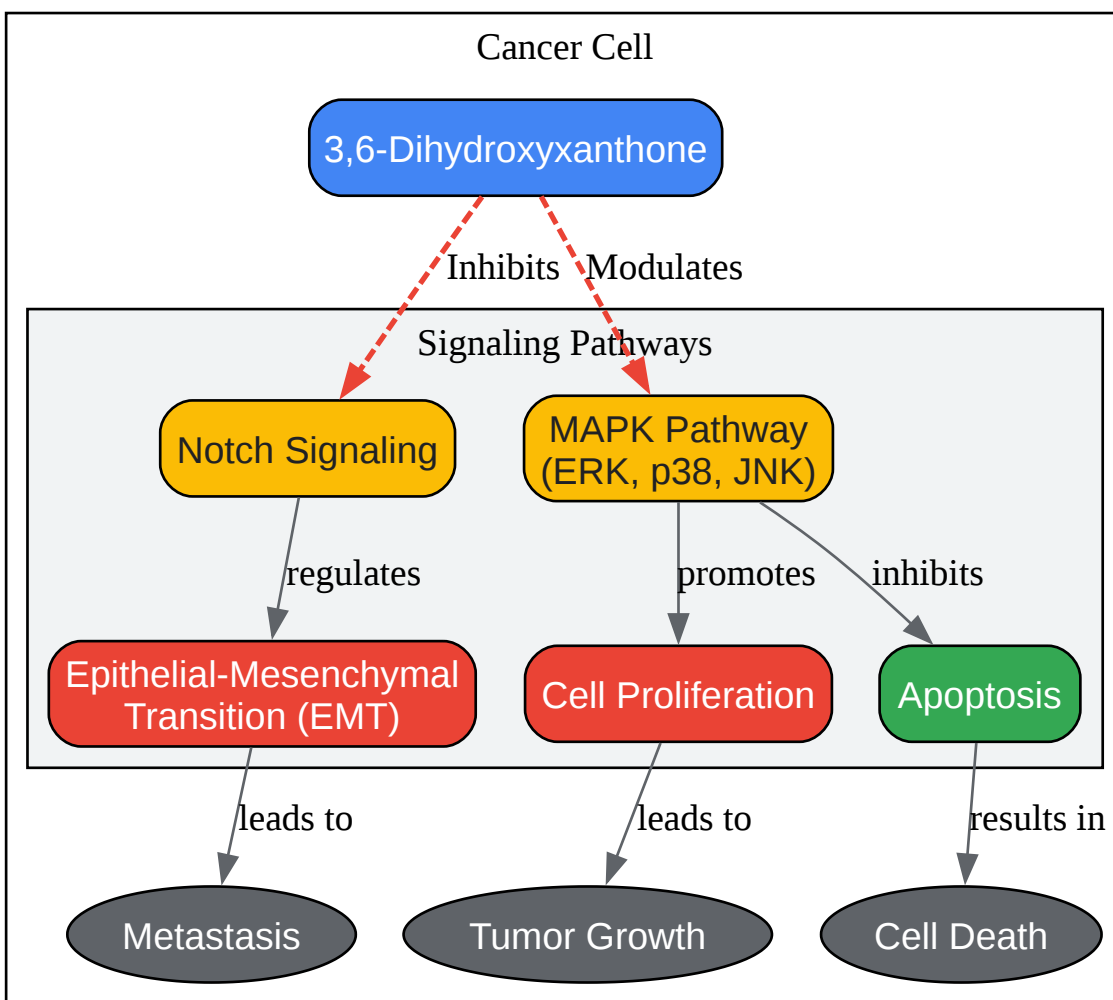 Cancer Cell
3,6-Dihydroxyxanthone
Inhibits
Modulates
Signaling Pathways
Notch Signaling
MAPK Pathway
(ERK, p38, JNK)
regulates
promotes
inhibits
Epithelial-Mesenchymal
Transition (EMT)
Cell Proliferation
Apoptosis
leads to
leads to
results in
Metastasis
Tumor Growth
Cell Death